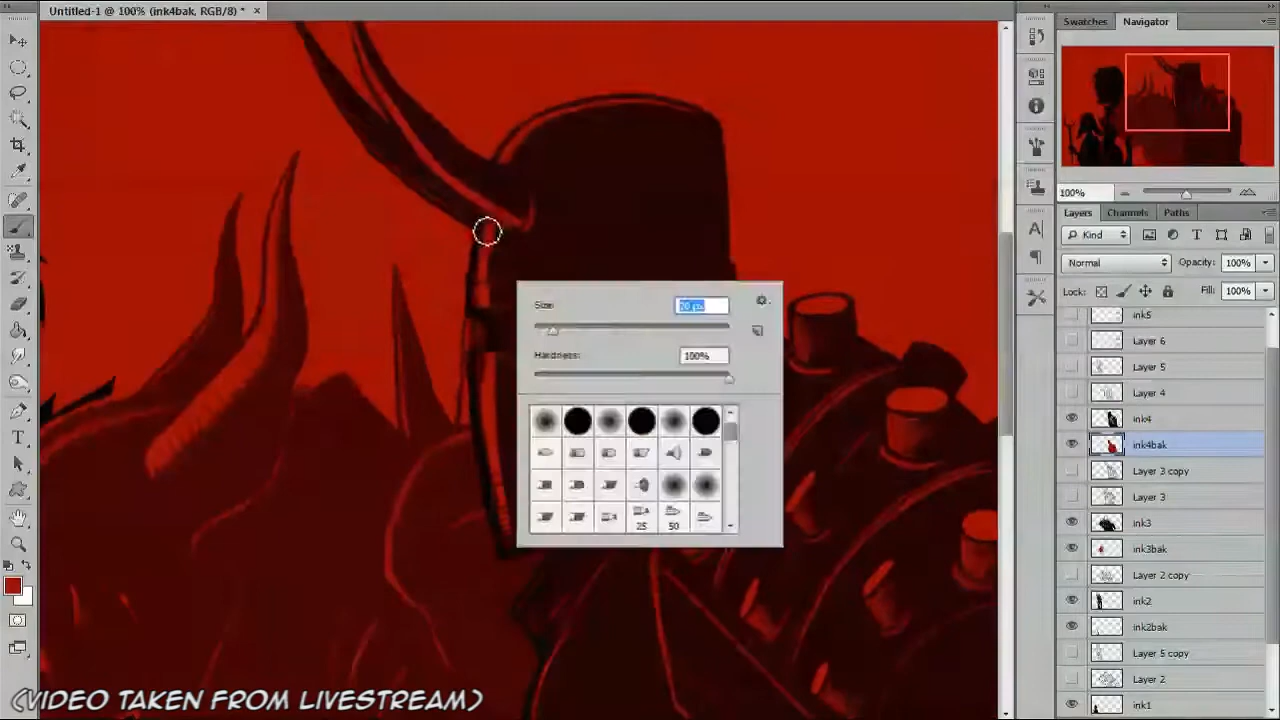 Untitled-1 @ 100% (ink4bak, RGB/8) * ×
Swatches Navigator
100%
Layers Channels Paths
Kind
Normal Opacity: 100%
Lock: Fill: 100%
ink5
Layer 6
Layer 5
Layer 4
ink4
ink4bak
Layer 3 copy
Layer 3
ink3
ink3bak
Layer 2 copy
ink2
ink2bak
Layer 5 copy
Layer 2
ink1
Size:
Hardness: 100%
25 50
(VIDEO TAKEN FROM LIVESTREAM)